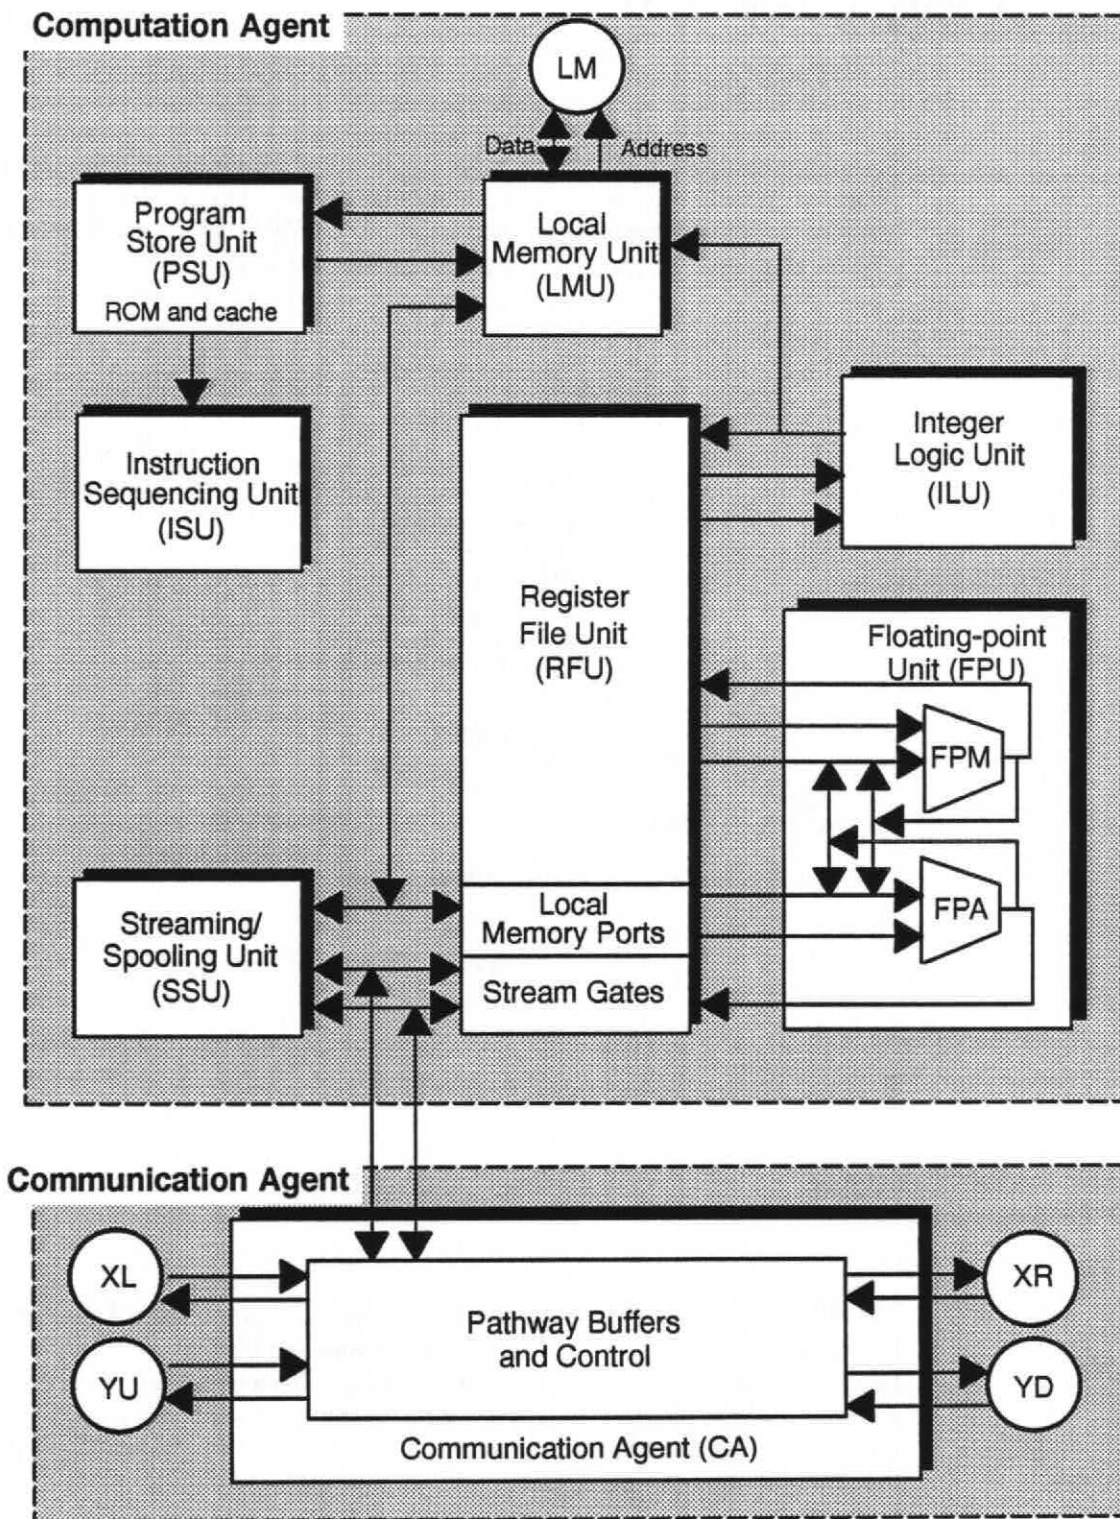 Computation Agent
LM
Data
Address
Program
Store Unit
(PSU)
ROM and cache
Local
Memory Unit
(LMU)
Instruction
Sequencing Unit
(ISU)
Integer
Logic Unit
(ILU)
Register
File Unit
(RFU)
Floating-point
Unit (FPU)
FPM
FPA
Local
Memory Ports
Stream Gates
Streaming/
Spooling Unit
(SSU)
Communication Agent
XL
YU
Pathway Buffers
and Control
XR
YD
Communication Agent (CA)